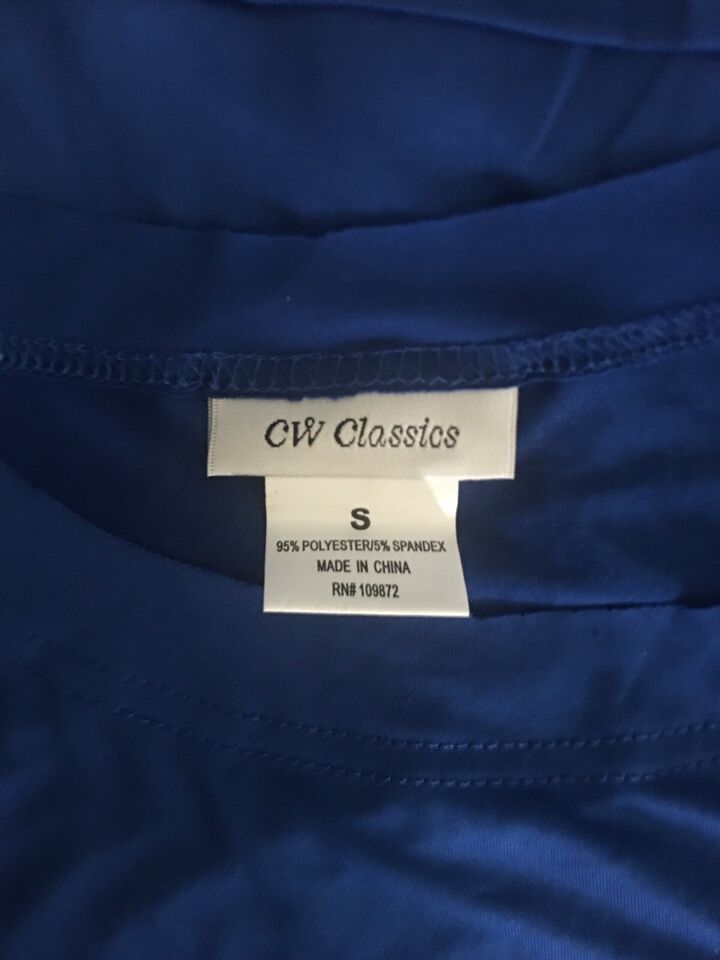 CW Classics
S
95% POLYESTER/5% SPANDEX
MADE IN CHINA
RN# 109872